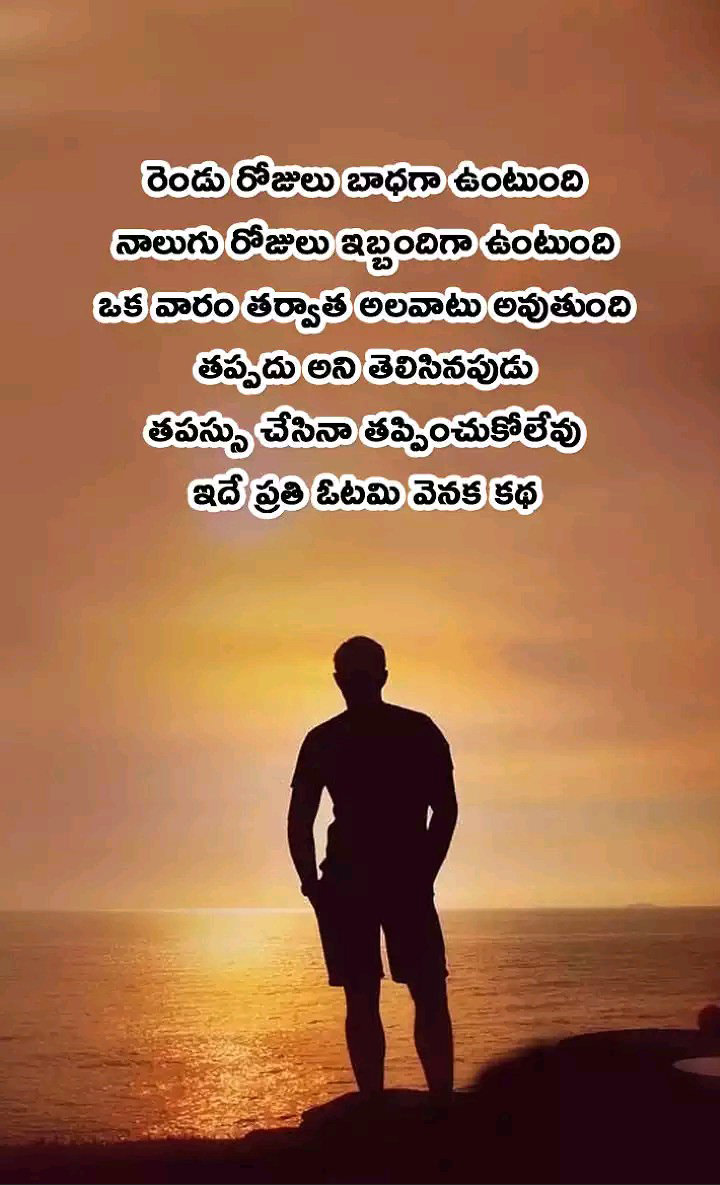 రెండు రోజులు బాధగా ఉంటుంది
నాలుగు రోజులు ఇబ్బందిగా ఉంటుంది
ఒక వారం తర్వాత అలవాటు అవుతుంది
తప్పదు అని తెలిసినపుడు
తపస్సు చేసినా తప్పించుకోలేవు
ఇదే ప్రతి ఓటమి వెనక కథ